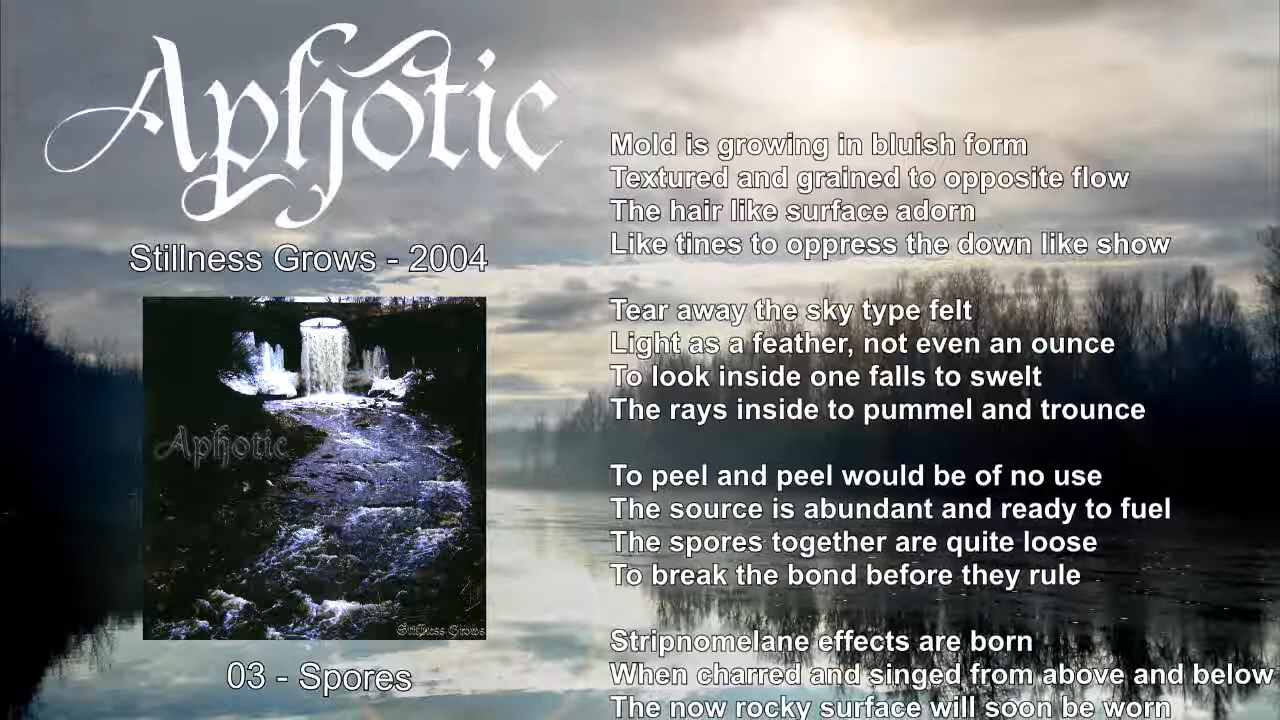 Aphotic
Stillness Grows - 2004
Aphotic
Stillness Grows
03 - Spores
Mold is growing in bluish form
Textured and grained to opposite flow
The hair like surface adorn
Like tines to oppress the down like show
Tear away the sky type felt
Light as a feather, not even an ounce
To look inside one falls to swelt
The rays inside to pummel and trounce
To peel and peel would be of no use
The source is abundant and ready to fuel
The spores together are quite loose
To break the bond before they rule
Stripnomelane effects are born
When charred and singed from above and below
The now rocky surface will soon be worn